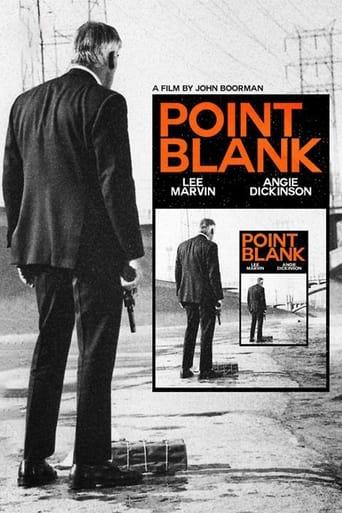 A FILM BY JOHN BOORMAN
POINT
BLANK
LEE ANGIE
MARVIN DICKINSON
POINT
BLANK
LEE ANGIE
MARVIN DICKINSON